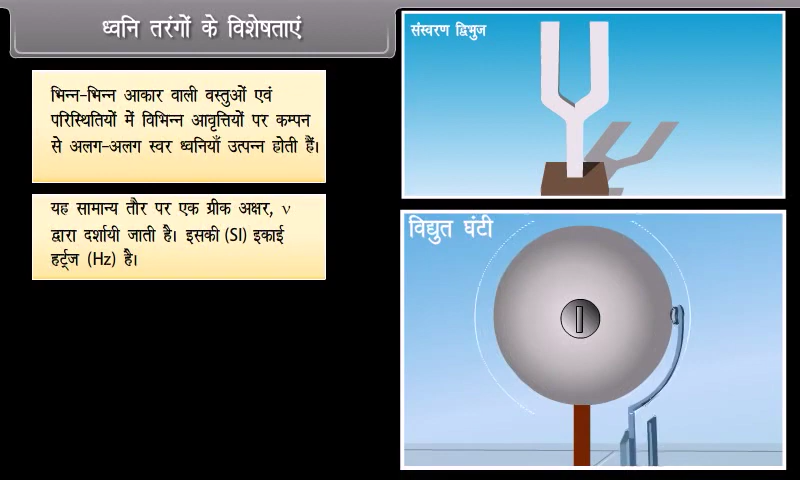 ध्वनि तरंगों के विशेषताएं
भिन्न-भिन्न आकार वाली वस्तुओं एवं
परिस्थितियों में विभिन्न आवृत्तियों पर कम्पन
से अलग-अलग स्वर ध्वनियाँ उत्पन्न होती हैं।
यह सामान्य तौर पर एक ग्रीक अक्षर, ν
द्वारा दर्शायी जाती है। इसकी (SI) इकाई
हर्ट्ज (Hz) है।
संस्वरण द्विभुज
विद्युत घंटी